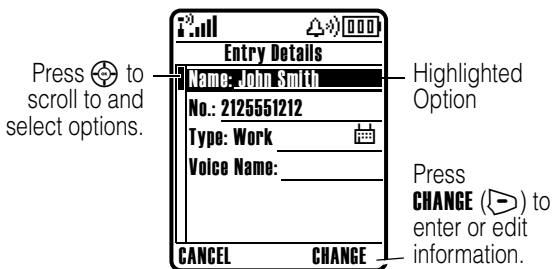 Press to
scroll to and
select options.
Entry Details
Name: John Smith
No.: 2125551212
Type: Work
Voice Name:
CANCEL CHANGE
Highlighted
Option
Press
CHANGE ( ) to
enter or edit
information.